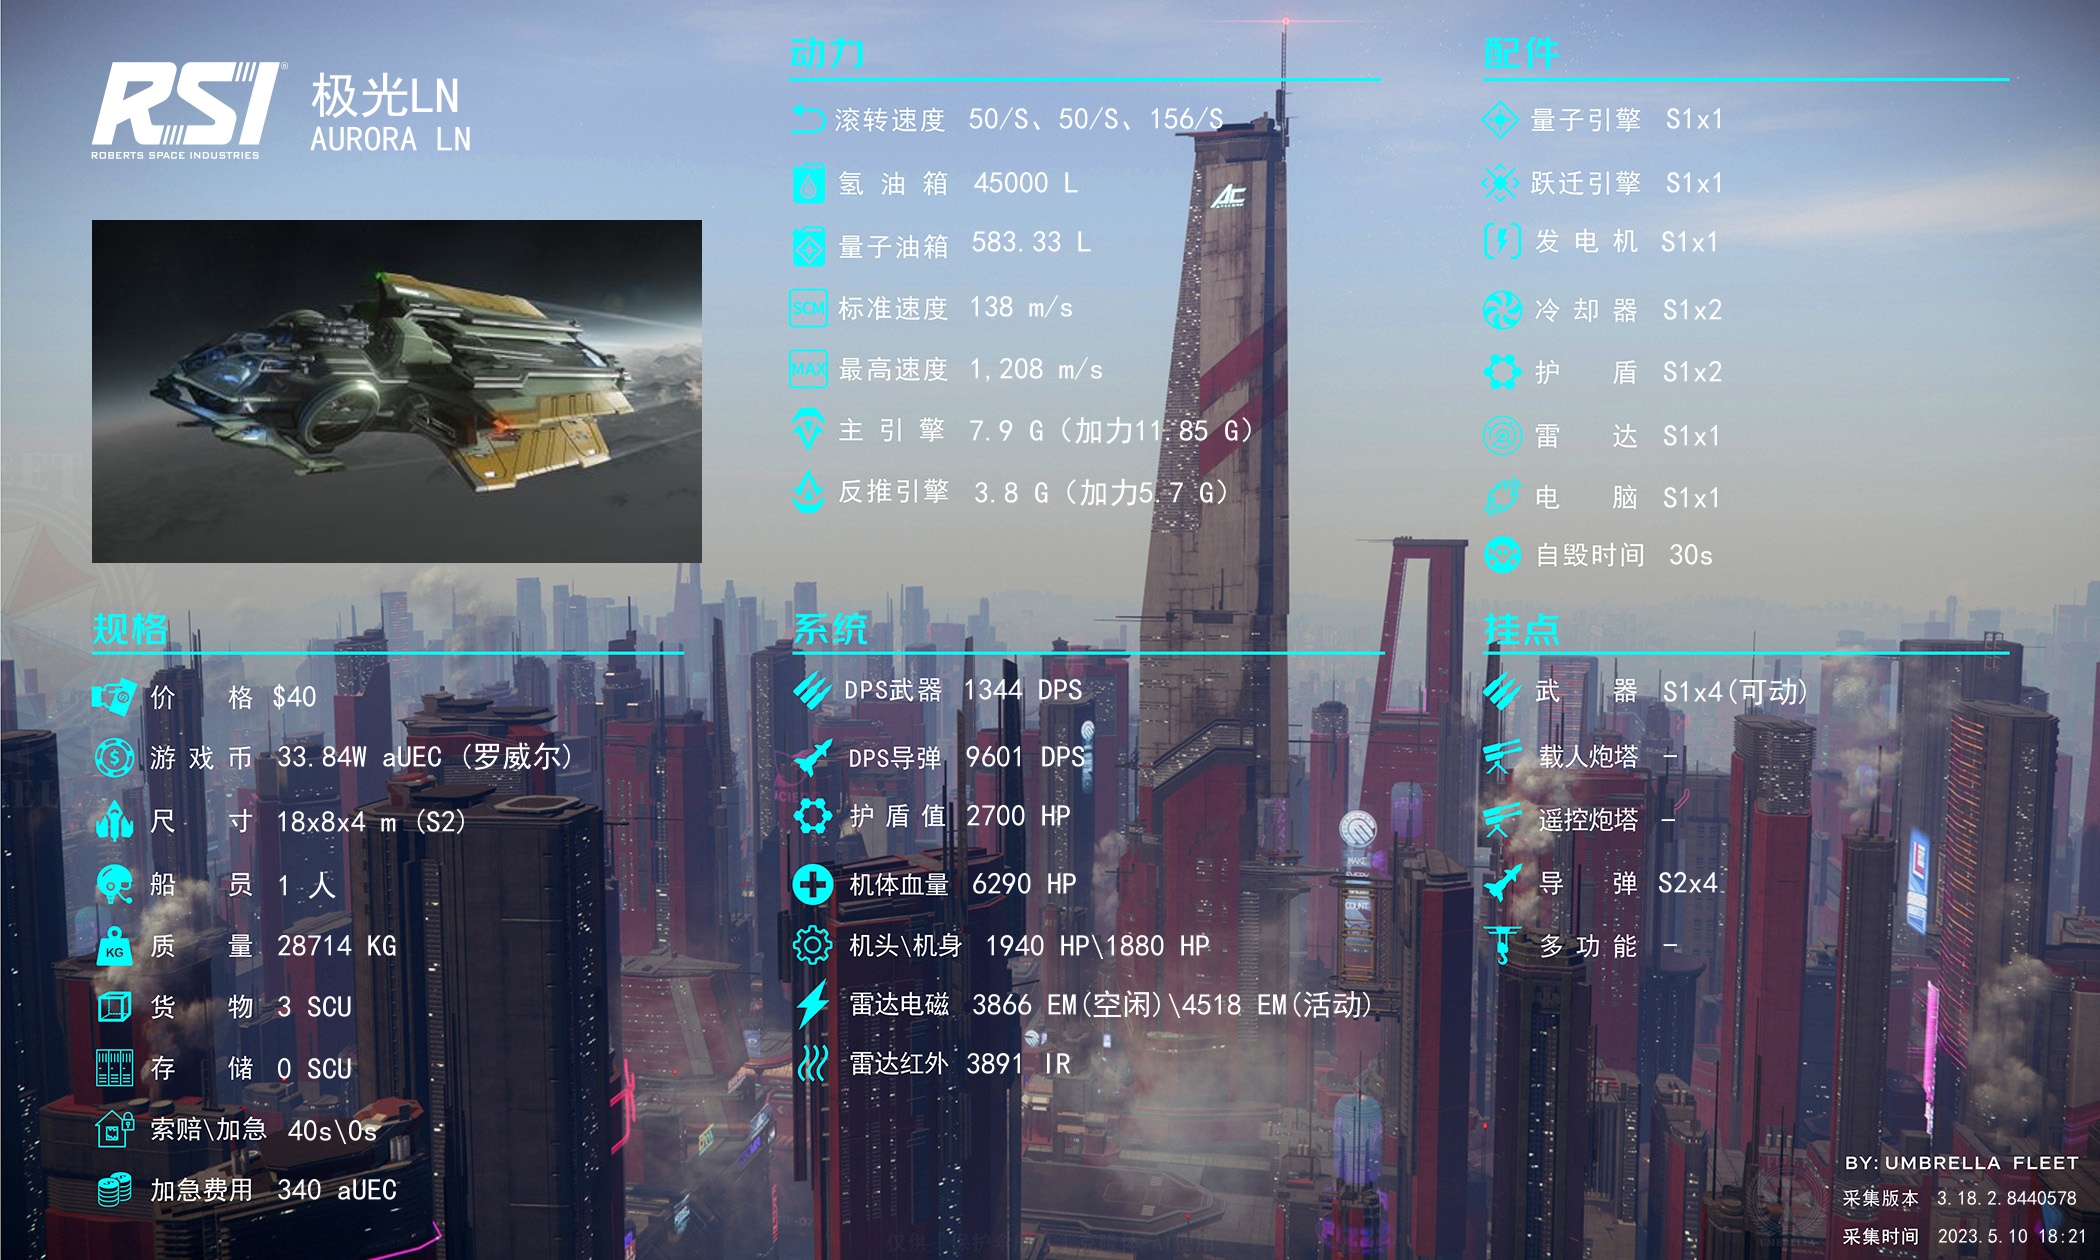 RSI
ROBERTS SPACE INDUSTRIES
极光LN
AURORA LN
动力
滚转速度 50/S、50/S、156/S
氢油箱 45000 L
量子油箱 583.33 L
SCM 标准速度 138 m/s
MAX 最高速度 1,208 m/s
主引擎 7.9 G（加力11.85 G）
反推引擎 3.8 G（加力5.7 G）
配件
量子引擎 S1x1
跃迁引擎 S1x1
发电机 S1x1
冷却器 S1x2
护盾 S1x2
雷达 S1x1
电脑 S1x1
自毁时间 30s
规格
价格 $40
游戏币 33.84W aUEC (罗威尔)
尺寸 18x8x4 m (S2)
船员 1 人
KG 质量 28714 KG
货物 3 SCU
存储 0 SCU
索赔\加急 40s\0s
加急费用 340 aUEC
系统
DPS武器 1344 DPS
DPS导弹 9601 DPS
护盾值 2700 HP
机体血量 6290 HP
机头\机身 1940 HP\1880 HP
雷达电磁 3866 EM(空闲)\4518 EM(活动)
雷达红外 3891 IR
挂点
武器 S1x4(可动)
载人炮塔 -
遥控炮塔 -
导弹 S2x4
多功能 -
AC
MAKE
EVERY
COUNT
BY: UMBRELLA FLEET
采集版本 3.18.2.8440578
采集时间 2023.5.10 18:21